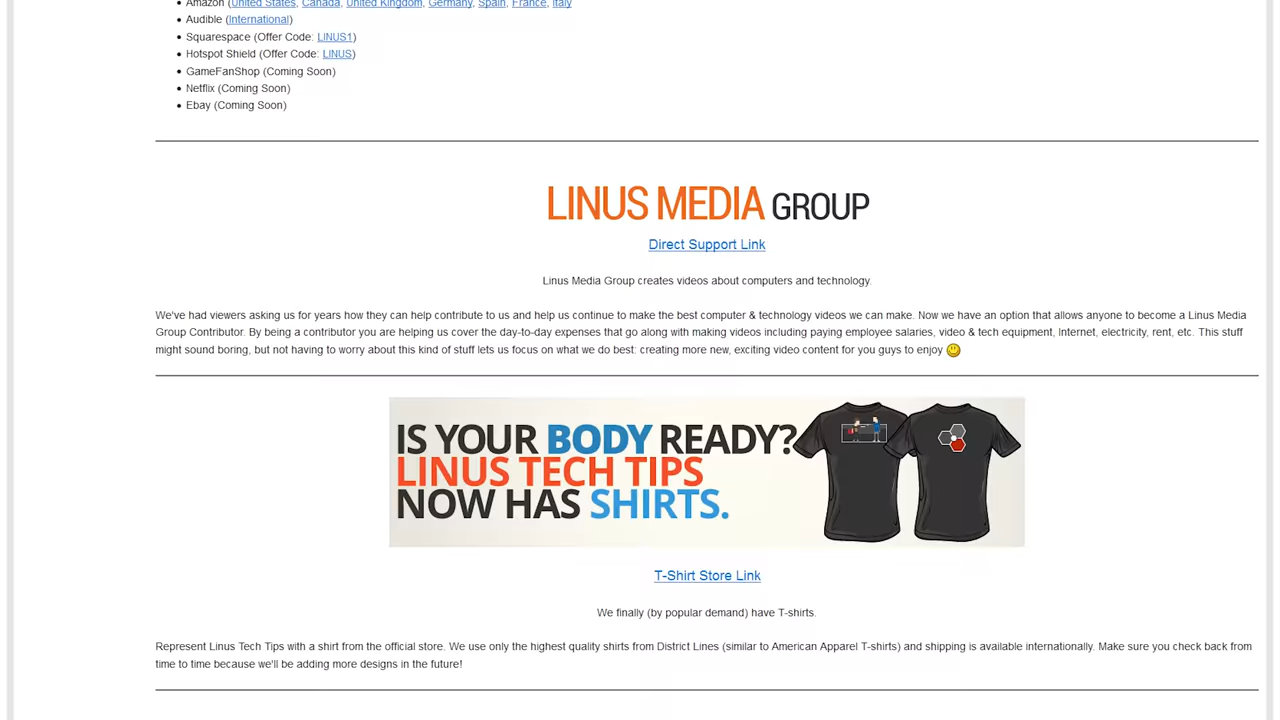 Amazon (United States, Canada, United Kingdom, Germany, Spain, France, Italy
Audible (International)
Squarespace (Offer Code: LINUS1)
Hotspot Shield (Offer Code: LINUS)
GameFanShop (Coming Soon)
Netflix (Coming Soon)
Ebay (Coming Soon)
LINUS MEDIA GROUP
Direct Support Link
Linus Media Group creates videos about computers and technology.
We've had viewers asking us for years how they can help contribute to us and help us continue to make the best computer & technology videos we can make. Now we have an option that allows anyone to become a Linus Media
Group Contributor. By being a contributor you are helping us cover the day-to-day expenses that go along with making videos including paying employee salaries, video & tech equipment, Internet, electricity, rent, etc. This stuff
might sound boring, but not having to worry about this kind of stuff lets us focus on what we do best: creating more new, exciting video content for you guys to enjoy
IS YOUR BODY READY?
LINUS TECH TIPS
NOW HAS SHIRTS.
T-Shirt Store Link
We finally (by popular demand) have T-shirts.
Represent Linus Tech Tips with a shirt from the official store. We use only the highest quality shirts from District Lines (similar to American Apparel T-shirts) and shipping is available internationally. Make sure you check back from
time to time because we'll be adding more designs in the future!